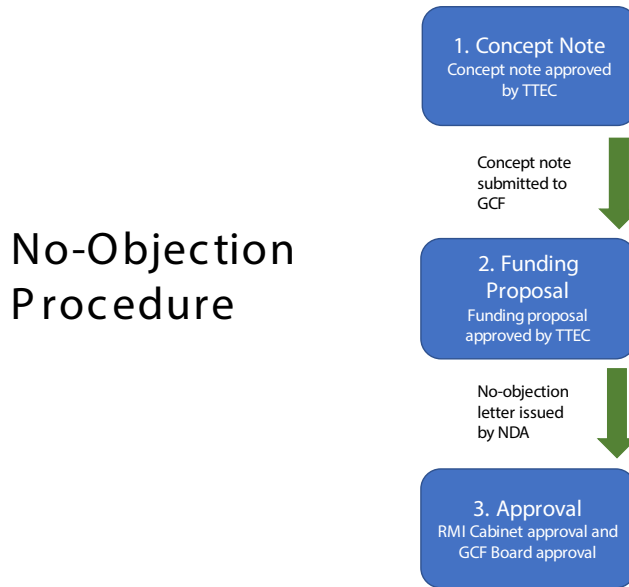 No-Objection
Procedure
1. Concept Note
Concept note approved
by TTEC
Concept note
submitted to
GCF
2. Funding
Proposal
Funding proposal
approved by TTEC
No-objection
letter issued
by NDA
3. Approval
RMI Cabinet approval and
GCF Board approval